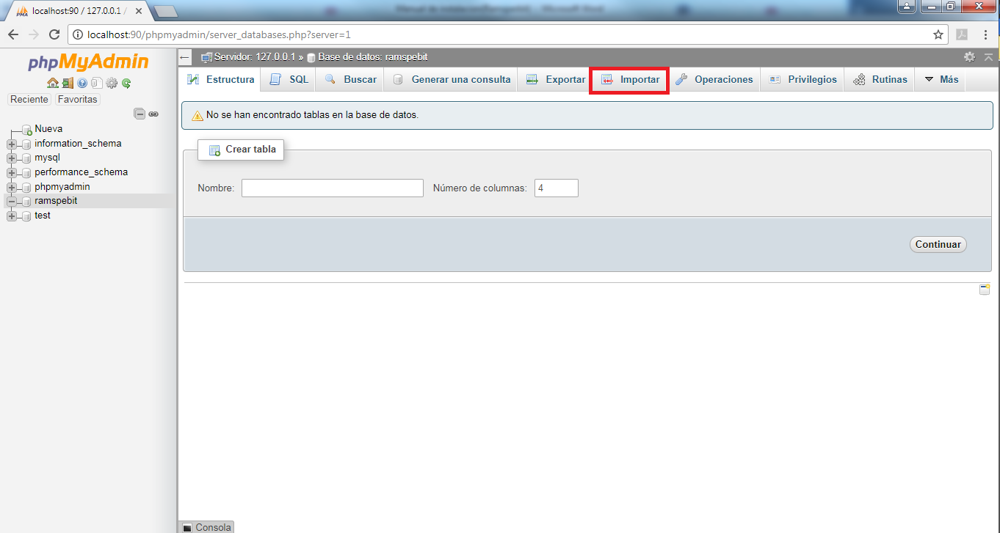 localhost:90 / 127.0.0.1 /
localhost:90/phpmyadmin/server_databases.php?server=1
phpMyAdmin
Reciente Favoritas
Nueva
information_schema
mysql
performance_schema
phpmyadmin
ramspebit
test
Servidor: 127.0.0.1 » Base de datos: ramspebit
Estructura SQL Buscar Generar una consulta Exportar Importar Operaciones Privilegios Rutinas Más
No se han encontrado tablas en la base de datos.
Crear tabla
Nombre: Número de columnas: 4
Continuar
Consola